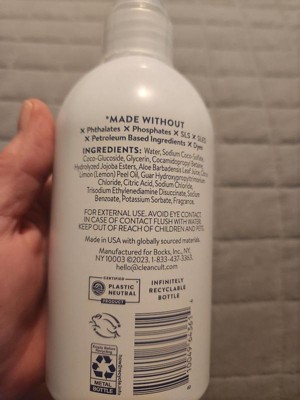 *MADE WITHOUT
X Phthalates X Phosphates X SLS X SLES
X Petroleum Based Ingredients X Dyes
INGREDIENTS: Water, Sodium Coco-Sulfate,
Coco-Glucoside, Glycerin, Cocamidopropyl Betaine,
Hydrolyzed Jojoba Esters, Aloe Barbadensis Leaf Juice, Citrus
Limon (Lemon) Peel Oil, Guar Hydroxypropyltrimonium
Chloride, Citric Acid, Sodium Chloride,
Trisodium Ethylenediamine Disuccinate, Sodium
Benzoate, Potassium Sorbate, Fragrance.
FOR EXTERNAL USE. AVOID EYE CONTACT.
IN CASE OF CONTACT FLUSH WITH WATER.
KEEP OUT OF REACH OF CHILDREN AND PETS.
Made in USA with globally sourced materials.
Manufactured for Bocks, Inc. NY,
NY 10003 ©2023. 1-833-437-3363.
hello@cleancult.com
CERTIFIED
PLASTIC
NEUTRAL
PRODUCT
INFINITELY
RECYCLABLE
BOTTLE
METAL
BOTTLE